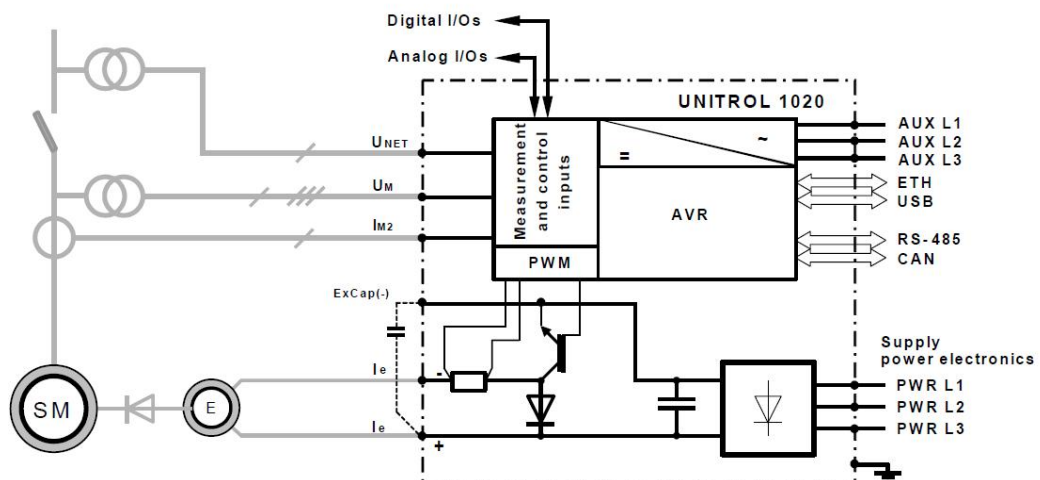 Digital I/Os
Analog I/Os
UNITROL 1020
UNET
UM
IM2
Measurement
and control
inputs
~
=
AVR
PWM
AUX L1
AUX L2
AUX L3
ETH
USB
RS-485
CAN
ExCap(-)
Ie
-
Ie
+
SM
E
Supply
power electronics
PWR L1
PWR L2
PWR L3